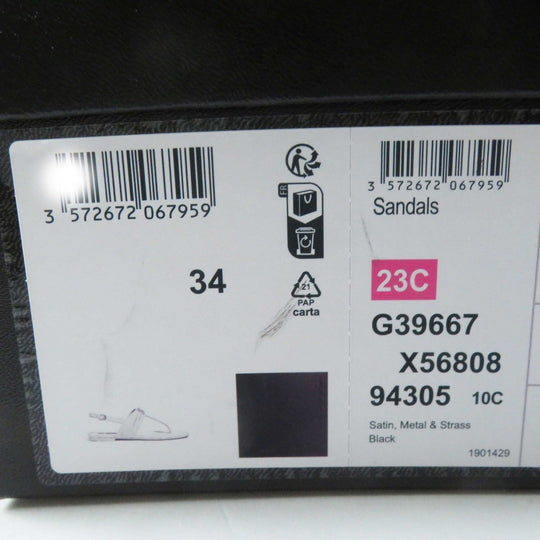 3 572672 067959
34
FR
21
PAP
carta
3 572672 067959
Sandals
23C
G39667
X56808
94305 10C
Satin, Metal & Strass
Black
1901429